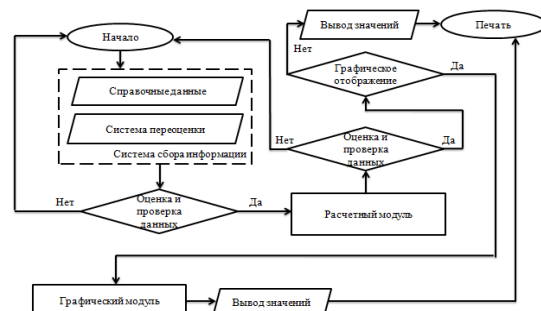 Вывод значений
Печать
Начало
Нет
Графическое
отображение
Да
Справочные данные
Система переоценки
Система сбора информации
Нет
Оценка и
проверка
данных
Да
Нет
Оценка и
проверка
данных
Да
Расчетный модуль
Графический модуль
Вывод значений